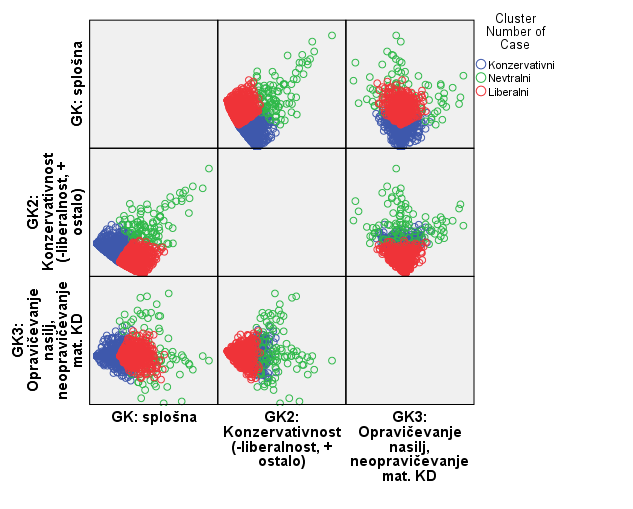 Cluster
Number of
Case
Konzervativni
Nevtralni
Liberalni
GK: splošna
GK2:
Konzervativnost
(-liberalnost, +
ostalo)
GK3:
Opravičevanje
nasilj,
neopravičevanje
mat. KD
GK: splošna
GK2:
Konzervativnost
(-liberalnost, +
ostalo)
GK3:
Opravičevanje
nasilj,
neopravičevanje
mat. KD